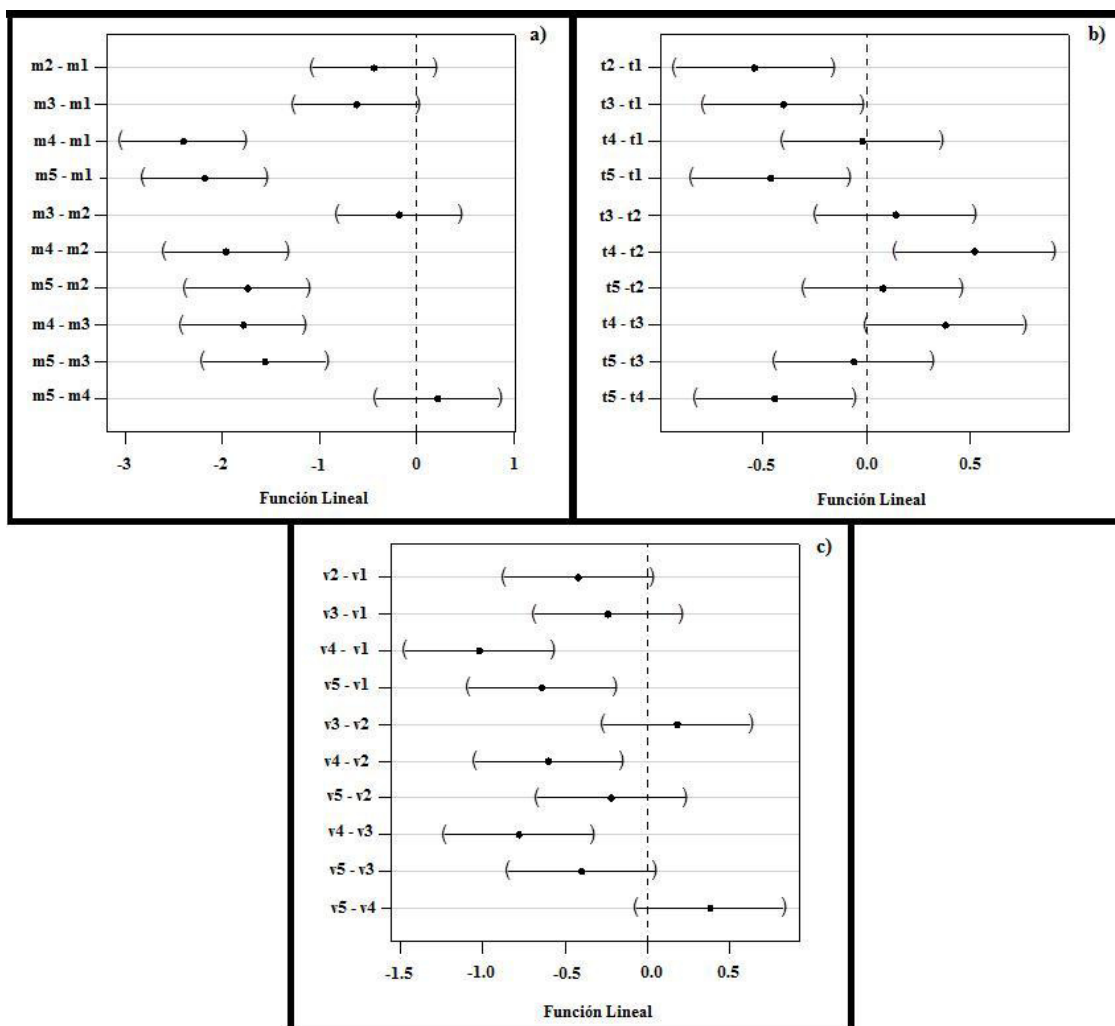 a)
m2 - m1
m3 - m1
m4 - m1
m5 - m1
m3 - m2
m4 - m2
m5 - m2
m4 - m3
m5 - m3
m5 - m4
-3 -2 -1 0 1
Función Lineal
b)
t2 - t1
t3 - t1
t4 - t1
t5 - t1
t3 - t2
t4 - t2
t5 -t2
t4 - t3
t5 - t3
t5 - t4
-0.5 0.0 0.5
Función Lineal
c)
v2 - v1
v3 - v1
v4 - v1
v5 - v1
v3 - v2
v4 - v2
v5 - v2
v4 - v3
v5 - v3
v5 - v4
-1.5 -1.0 -0.5 0.0 0.5
Función Lineal